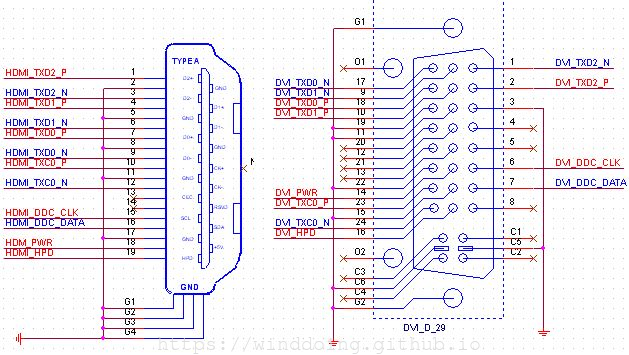 HDMI_TXD2_P 1
2
HDMI_TXD2_N 3
HDMI_TXD1_P 4
5
HDMI_TXD1_N 6
HDMI_TXD0_P 7
8
HDMI_TXD0_N 9
HDMI_TXC0_P 10
11
HDMI_TXC0_N 12
13
14
HDMI_DDC_CLK 15
HDMI_DDC_DATA 16
17
HDM_PWR 18
HDMI_HPD 19
TYPE A
D2+
GND
D2-
D1+
GND
D1-
D0+
GND
D0-
CK+
GND
CK-
CEC
RSND
SCL
SDA
GND
+5V
HPD
GND
G1
G2
G3
G4
G1
O1
DVI_TXD0_N 17
DVI_TXD1_N 9
DVI_TXD0_P 18
DVI_TXD1_P 10
19
11
20
12
21
13
22
DVI_PWR 14
DVI_TXC0_P 23
15
DVI_TXC0_N 24
DVI_HPD 16
O2
C3
C6
C4
G2
1 DVI_TXD2_N
2 DVI_TXD2_P
3
4
5
6 DVI_DDC_CLK
7 DVI_DDC_DATA
8
C1
C5
C2
DVI_D_29
https://winddoing.github.io